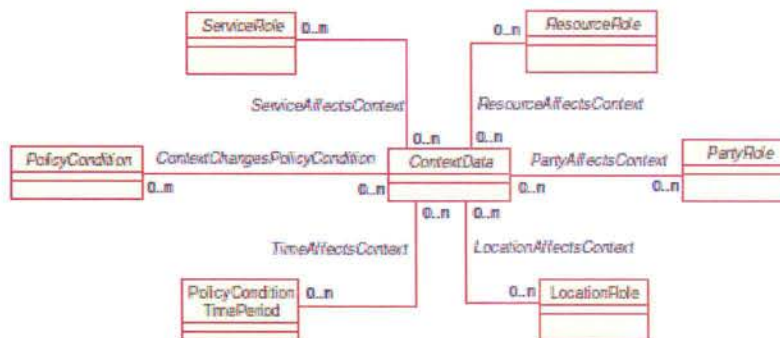 ServiceRole
0..n
0..n
ResourceRole
ServiceAffectsContext
ResourceAffectsContext
0..n
0..n
PolicyCondition
ContextChangesPolicyCondition
ContextData
PartyAffectsContext
PartyRole
0..n
0..n
0..n
0..n
0..n
0..n
TimeAffectsContext
LocationAffectsContext
PolicyCondition
TimePeriod
0..n
0..n
LocationRole